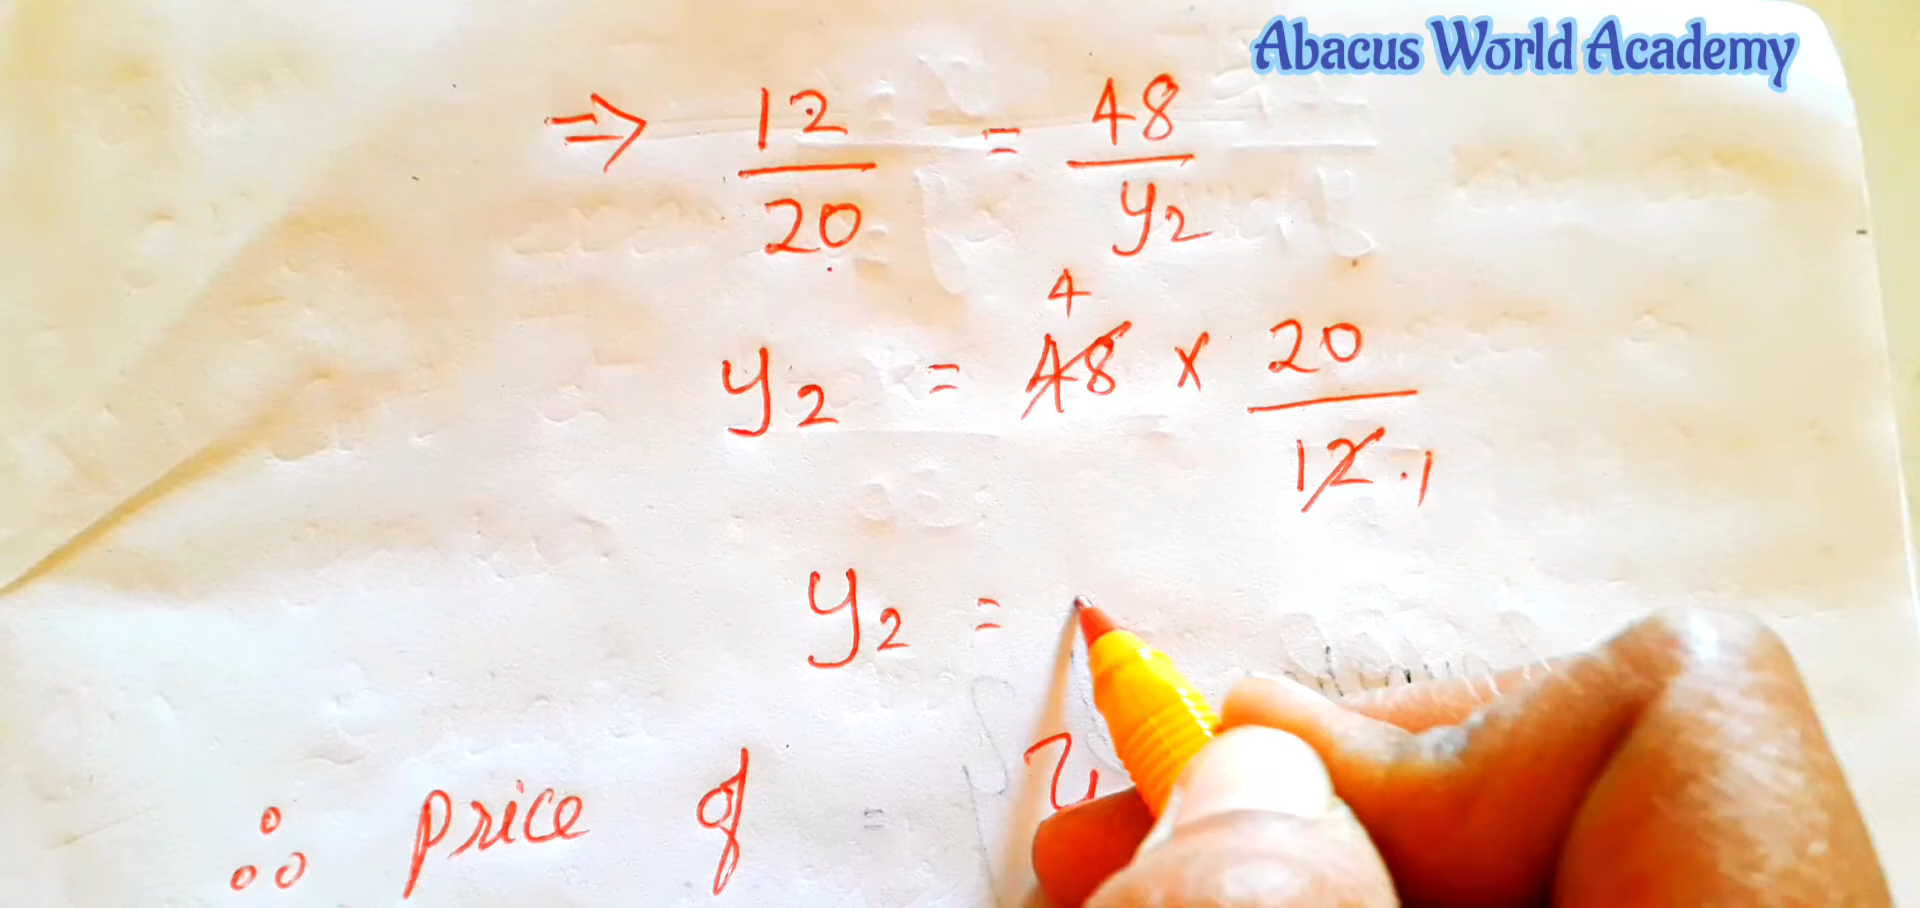 Abacus World Academy
⇒ 12/20 = 48/y₂
4
y₂ = 48 × 20/12 . 1
y₂ =
∴ price of =